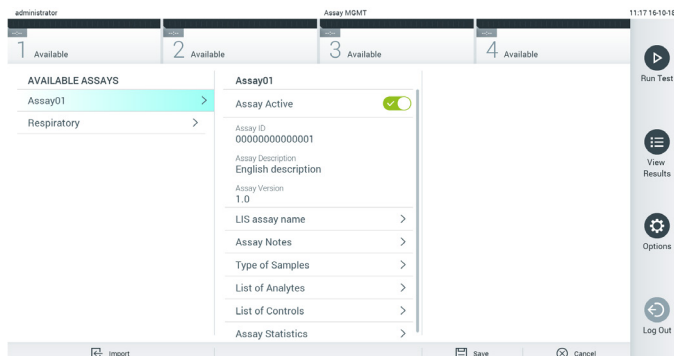 administrator
Assay MGMT
11:17 16-10-18
--:--
--:--
--:--
--:--
1 Available
2 Available
3 Available
4 Available
Run Test
View
Results
Options
Log Out
AVAILABLE ASSAYS
Assay01
Respiratory
Assay01
Assay Active
Assay ID
00000000000001
Assay Description
English description
Assay Version
1.0
LIS assay name
Assay Notes
Type of Samples
List of Analytes
List of Controls
Assay Statistics
Import
Save
Cancel